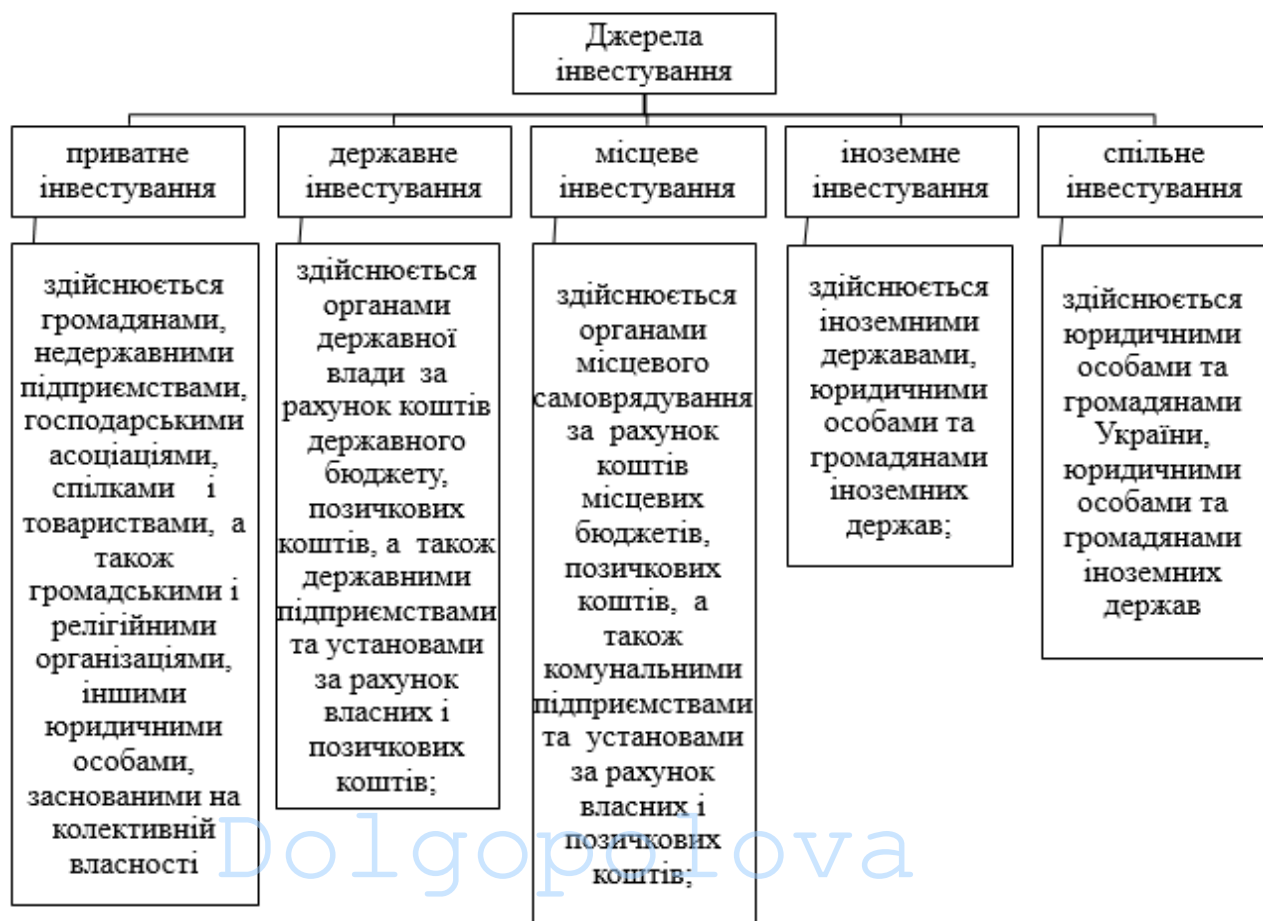 Джерела
інвестування
приватне
інвестування
державне
інвестування
місцеве
інвестування
іноземне
інвестування
спільне
інвестування
здійснюється
громадянами,
недержавними
підприємствами,
господарськими
асоціаціями,
спілками і
товариствами, а
також
громадськими і
релігійними
організаціями,
іншими
юридичними
особами,
заснованими на
колективній
власності
здійснюється
органами
державної
влади за
рахунок коштів
державного
бюджету,
позичкових
коштів, а також
державними
підприємствами
та установами
за рахунок
власних і
позичкових
коштів;
здійснюється
органами
місцевого
самоврядування
за рахунок
коштів
місцевих
бюджетів,
позичкових
коштів, а
також
комунальними
підприємствами
та установами
за рахунок
власних і
позичкових
коштів;
здійснюється
іноземними
державами,
юридичними
особами та
громадянами
іноземних
держав;
здійснюється
юридичними
особами та
громадянами
України,
юридичними
особами та
громадянами
іноземних
держав
Dolgopolova